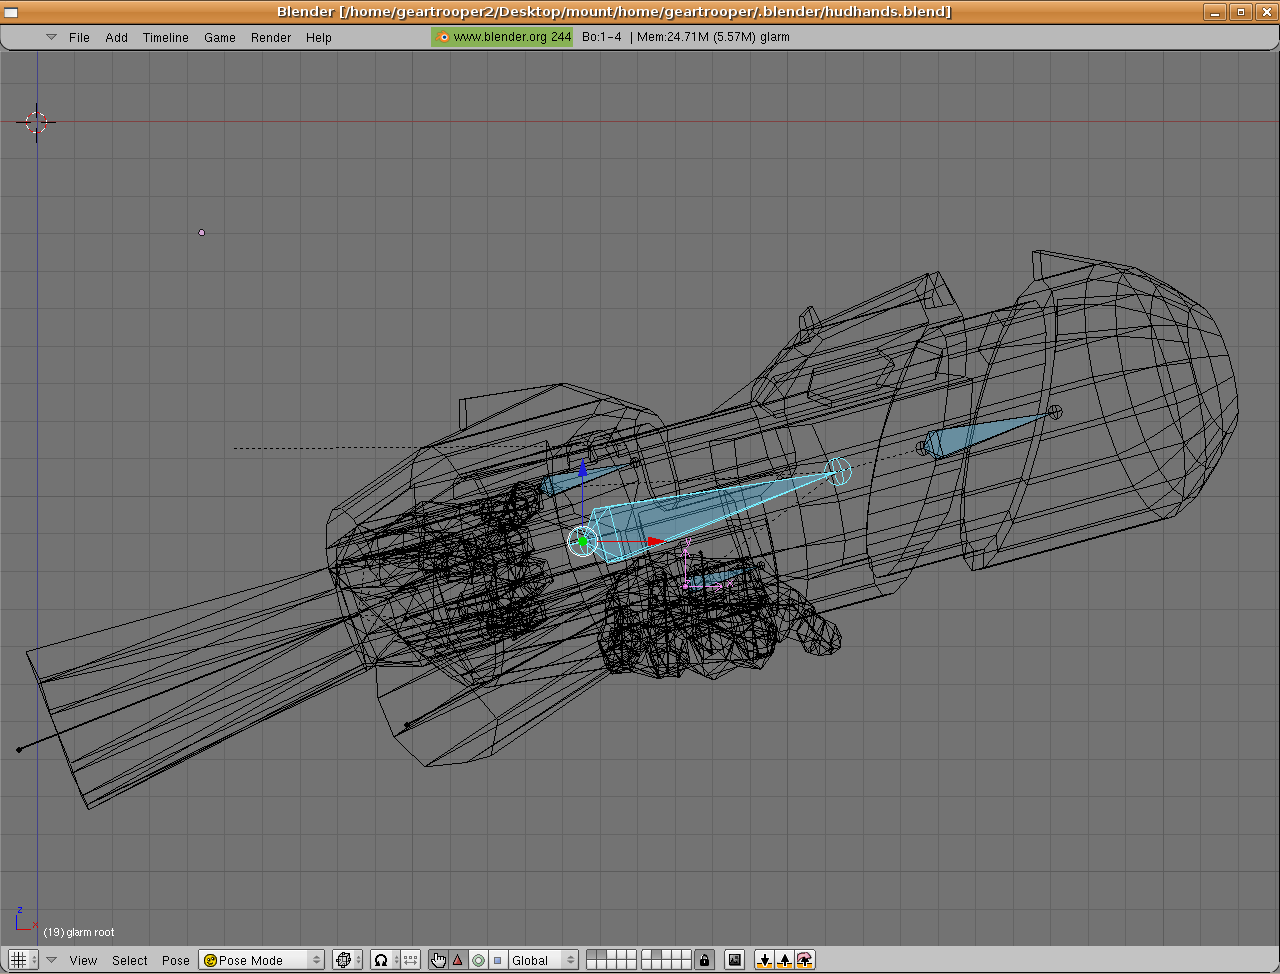 Blender [/home/geartrooper2/Desktop/mount/home/geartrooper/.blender/hudhands.blend]
File Add Timeline Game Render Help www.blender.org 244 Bo:1-4 | Mem:24.71M (5.57M) glarm
z
x
(19) glarm root
View Select Pose Pose Mode Global